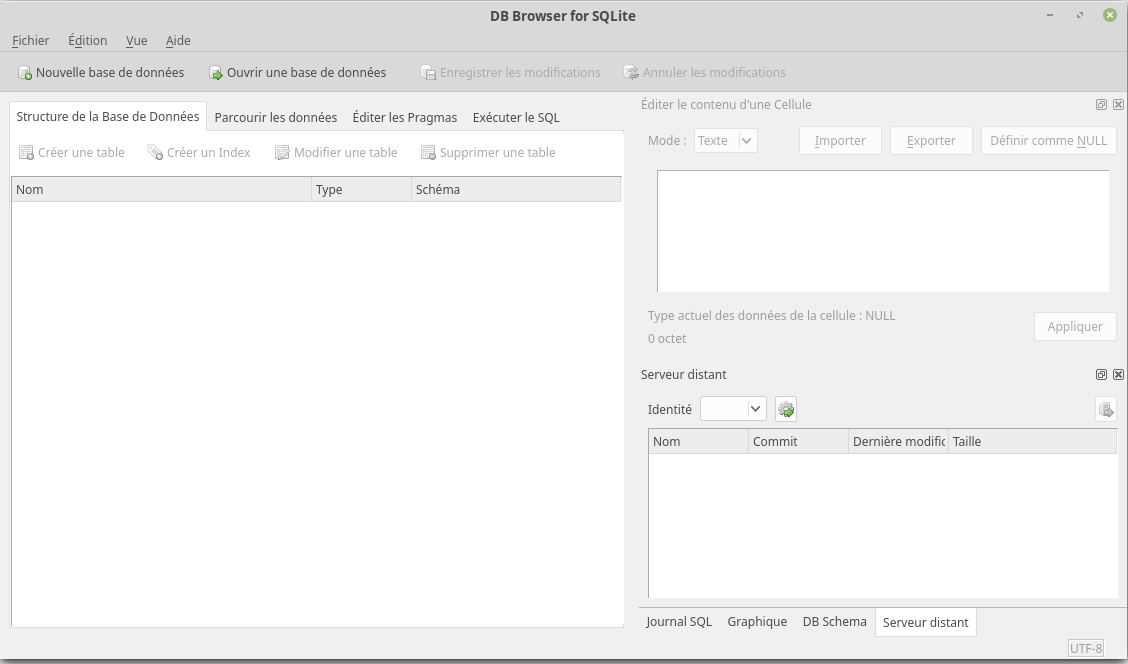 DB Browser for SQLite
Fichier Édition Vue Aide
Nouvelle base de données Ouvrir une base de données Enregistrer les modifications Annuler les modifications
Structure de la Base de Données Parcourir les données Éditer les Pragmas Exécuter le SQL
Créer une table Créer un Index Modifier une table Supprimer une table
Nom Type Schéma
Éditer le contenu d'une Cellule
Mode : Texte Importer Exporter Définir comme NULL
Type actuel des données de la cellule : NULL
0 octet
Appliquer
Serveur distant
Identité
Nom Commit Dernière modific Taille
Journal SQL Graphique DB Schema Serveur distant
UTF-8